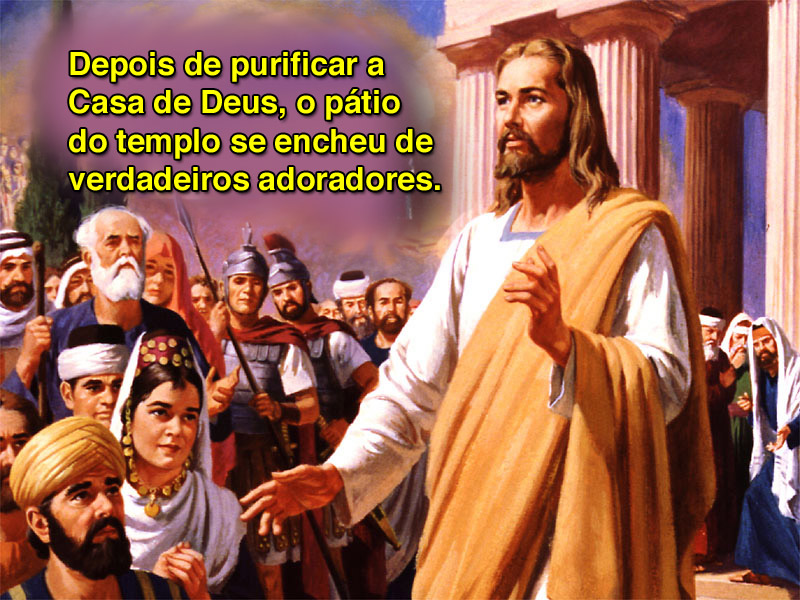 Depois de purificar a
Casa de Deus, o pátio
do templo se encheu de
verdadeiros adoradores.